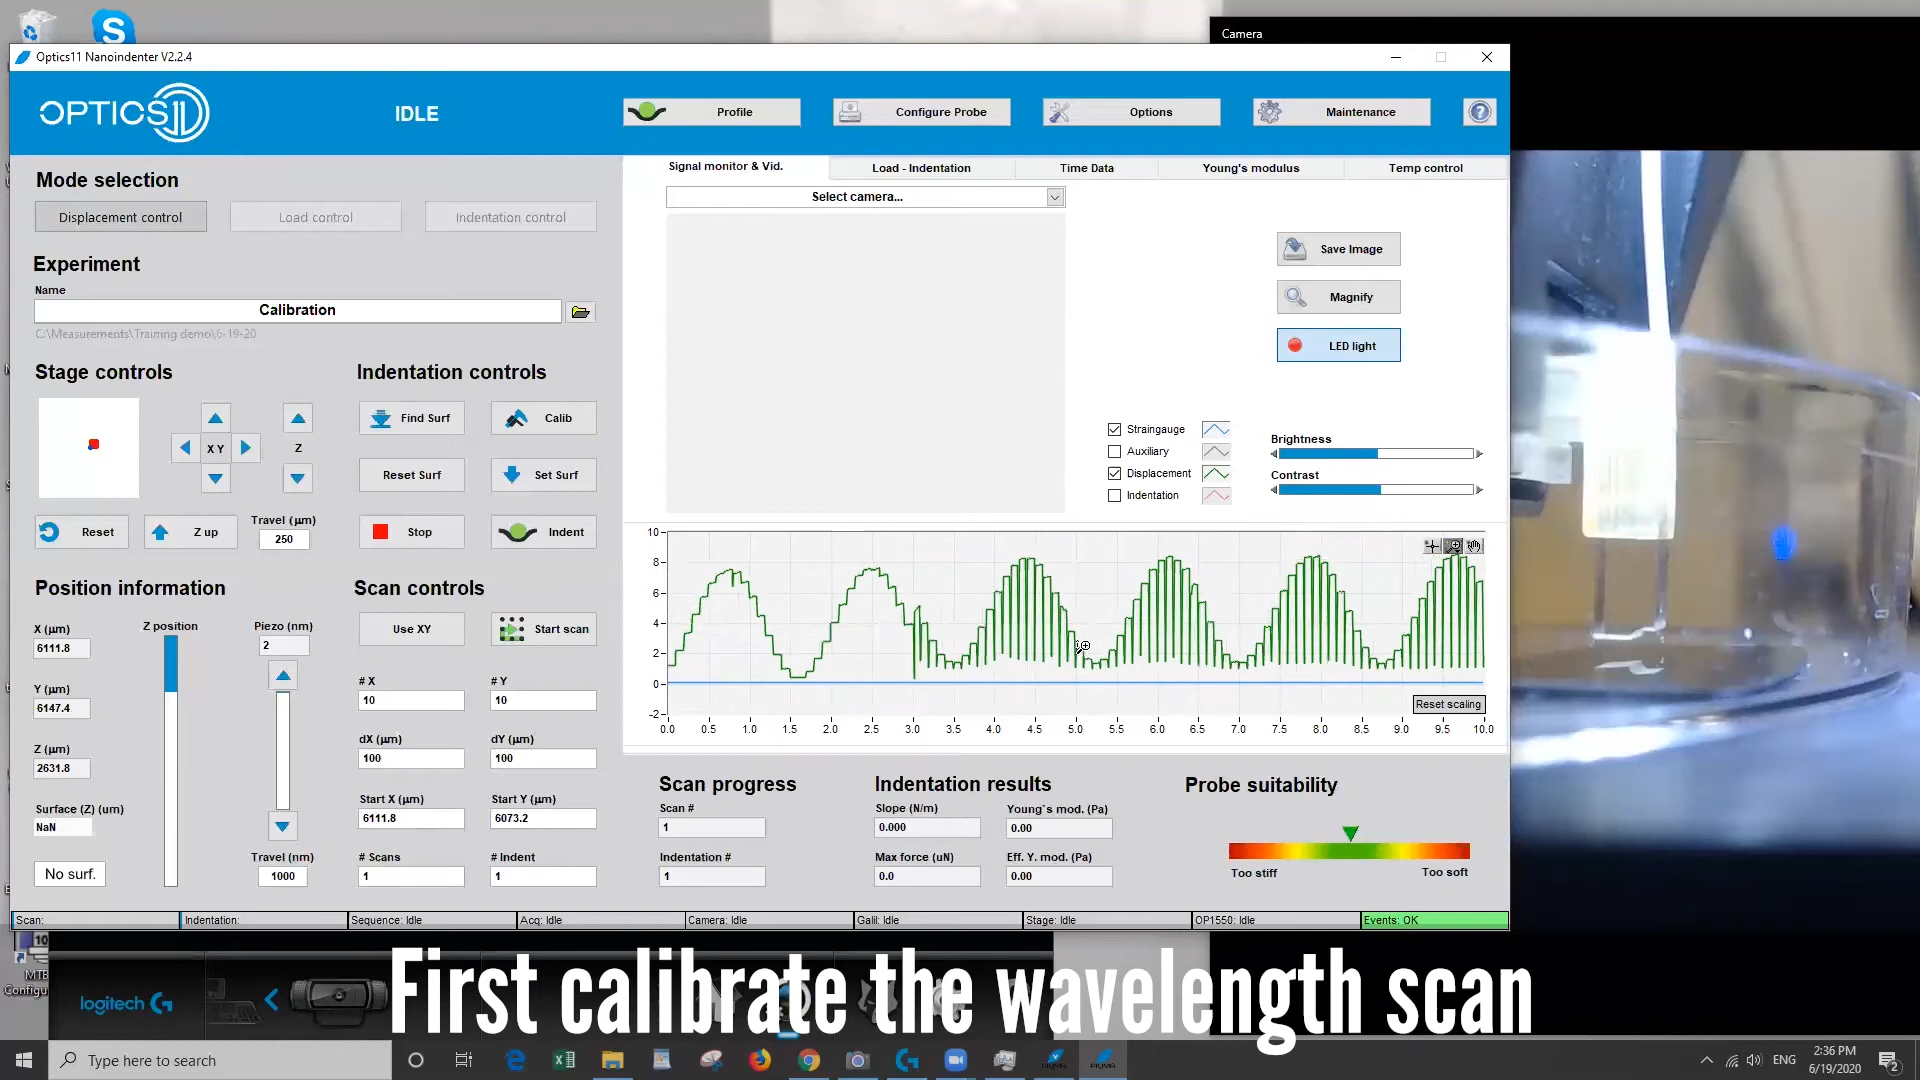 Camera
Optics11 Nanoindenter V2.2.4
OPTICS11
IDLE
Profile
Configure Probe
Options
Maintenance
Mode selection
Displacement control
Load control
Indentation control
Experiment
Name
Calibration
C:\Measurements\Training demo\6-19-20
Stage controls
X Y
Z
Reset
Z up
Travel (µm)
250
Indentation controls
Find Surf
Calib
Reset Surf
Set Surf
Stop
Indent
Position information
X (µm)
6111.8
Y (µm)
6147.4
Z (µm)
2631.8
Surface (Z) (um)
NaN
No surf.
Z position
Piezo (nm)
2
Travel (nm)
1000
Scan controls
Use XY
Start scan
# X
10
# Y
10
dX (µm)
100
dY (µm)
100
Start X (µm)
6111.8
Start Y (µm)
6073.2
# Scans
1
# Indent
1
Signal monitor & Vid.
Load - Indentation
Time Data
Young's modulus
Temp control
Select camera...
Save Image
Magnify
LED light
Straingauge
Auxiliary
Displacement
Indentation
Brightness
Contrast
10
8
6
4
2
0
-2
0.0 0.5 1.0 1.5 2.0 2.5 3.0 3.5 4.0 4.5 5.0 5.5 6.0 6.5 7.0 7.5 8.0 8.5 9.0 9.5 10.0
Reset scaling
Scan progress
Scan #
1
Indentation #
1
Indentation results
Slope (N/m)
0.000
Young`s mod. (Pa)
0.00
Max force (uN)
0.0
Eff. Y. mod. (Pa)
0.00
Probe suitability
Too stiff
Too soft
Scan:
Indentation:
Sequence: Idle
Acq: Idle
Camera: Idle
Galil: Idle
Stage: Idle
OP1550: Idle
Events: OK
MTB
Configu
logitech G
First calibrate the wavelength scan
Type here to search
ENG
2:36 PM
6/19/2020
2